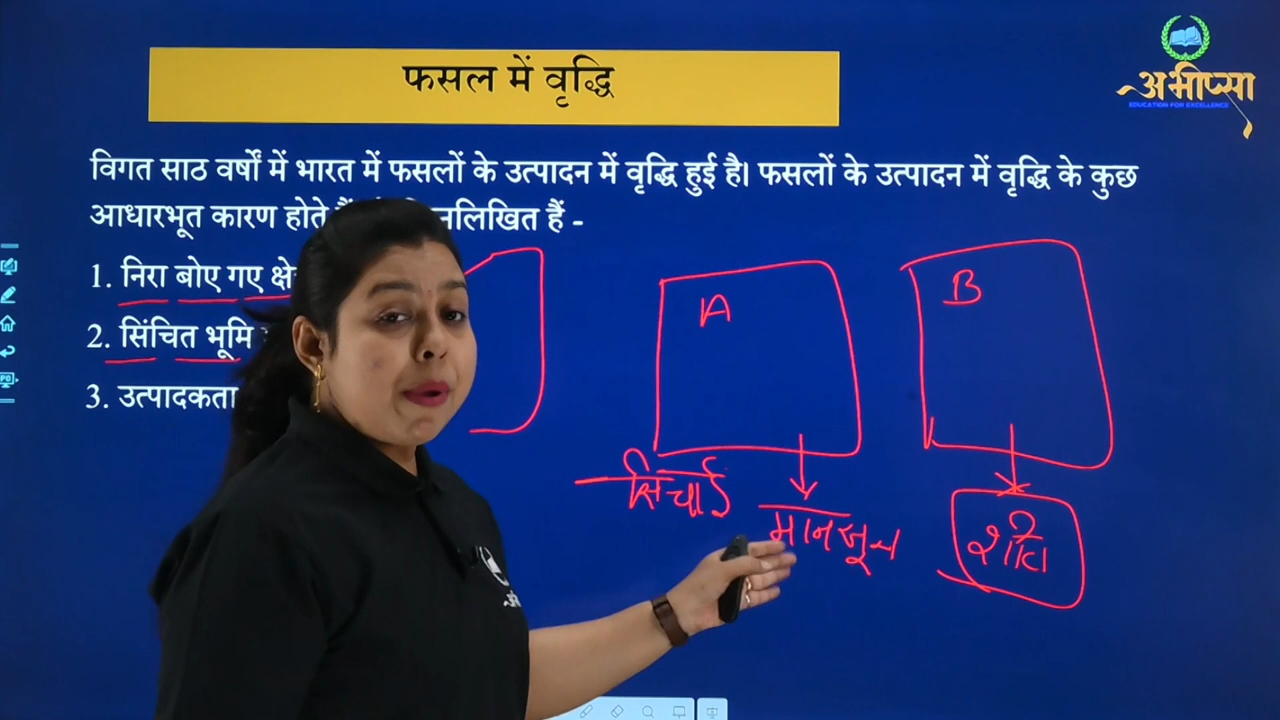 फसल में वृद्धि
अभीप्सा
EDUCATION FOR EXCELLENCE
विगत साठ वर्षों में भारत में फसलों के उत्पादन में वृद्धि हुई है। फसलों के उत्पादन में वृद्धि के कुछ
आधारभूत कारण होते हैं -
1. निरा बोए गए
2. सिंचित भूमि
3. उत्पादकता
A
B
सिंचाई
मानसून
शीत